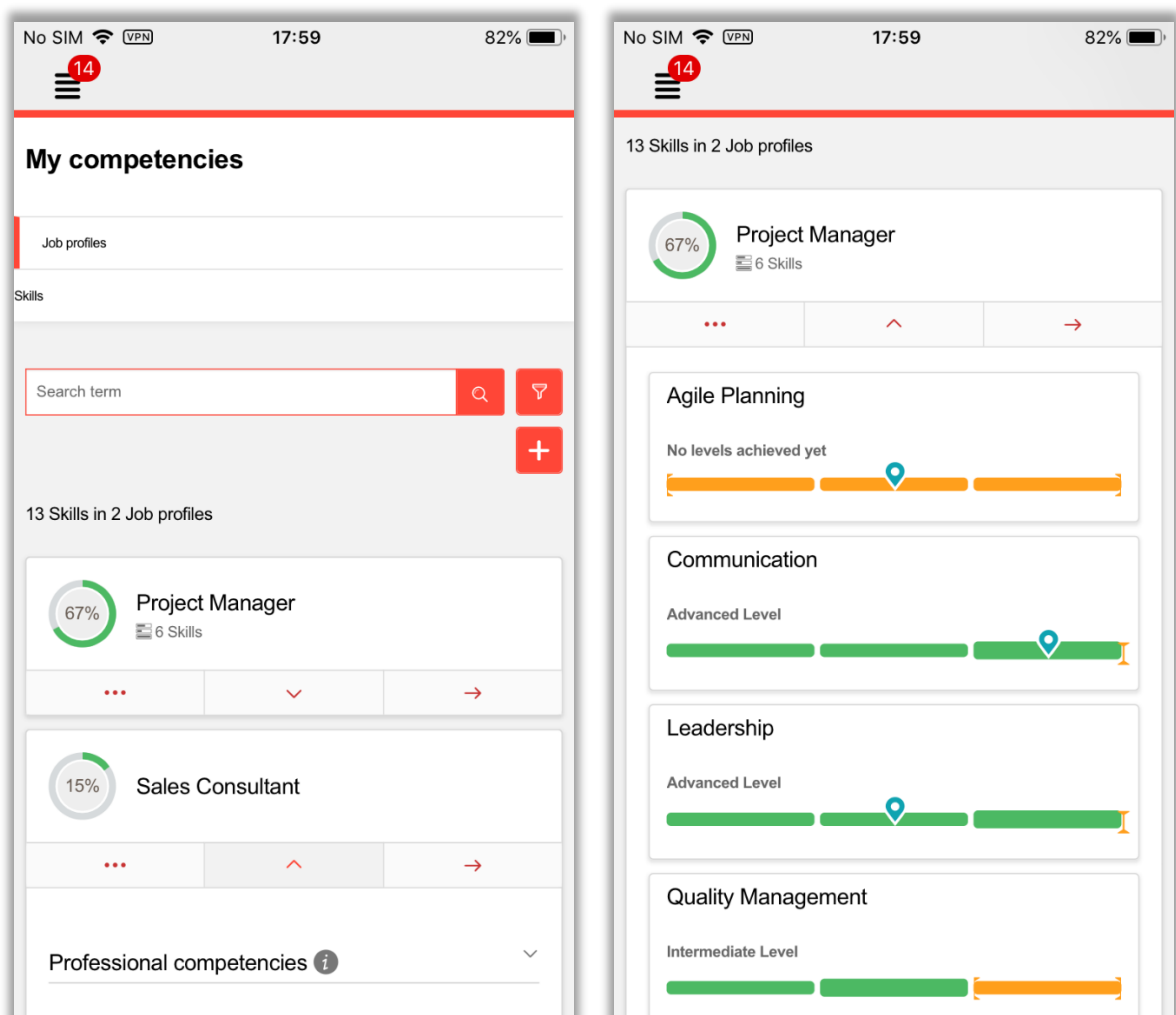 No SIM VPN 17:59 82%
14
My competencies
Job profiles
Skills
Search term
13 Skills in 2 Job profiles
67%
Project Manager
6 Skills
15%
Sales Consultant
Professional competencies i
No SIM VPN 17:59 82%
14
13 Skills in 2 Job profiles
67%
Project Manager
6 Skills
Agile Planning
No levels achieved yet
Communication
Advanced Level
Leadership
Advanced Level
Quality Management
Intermediate Level